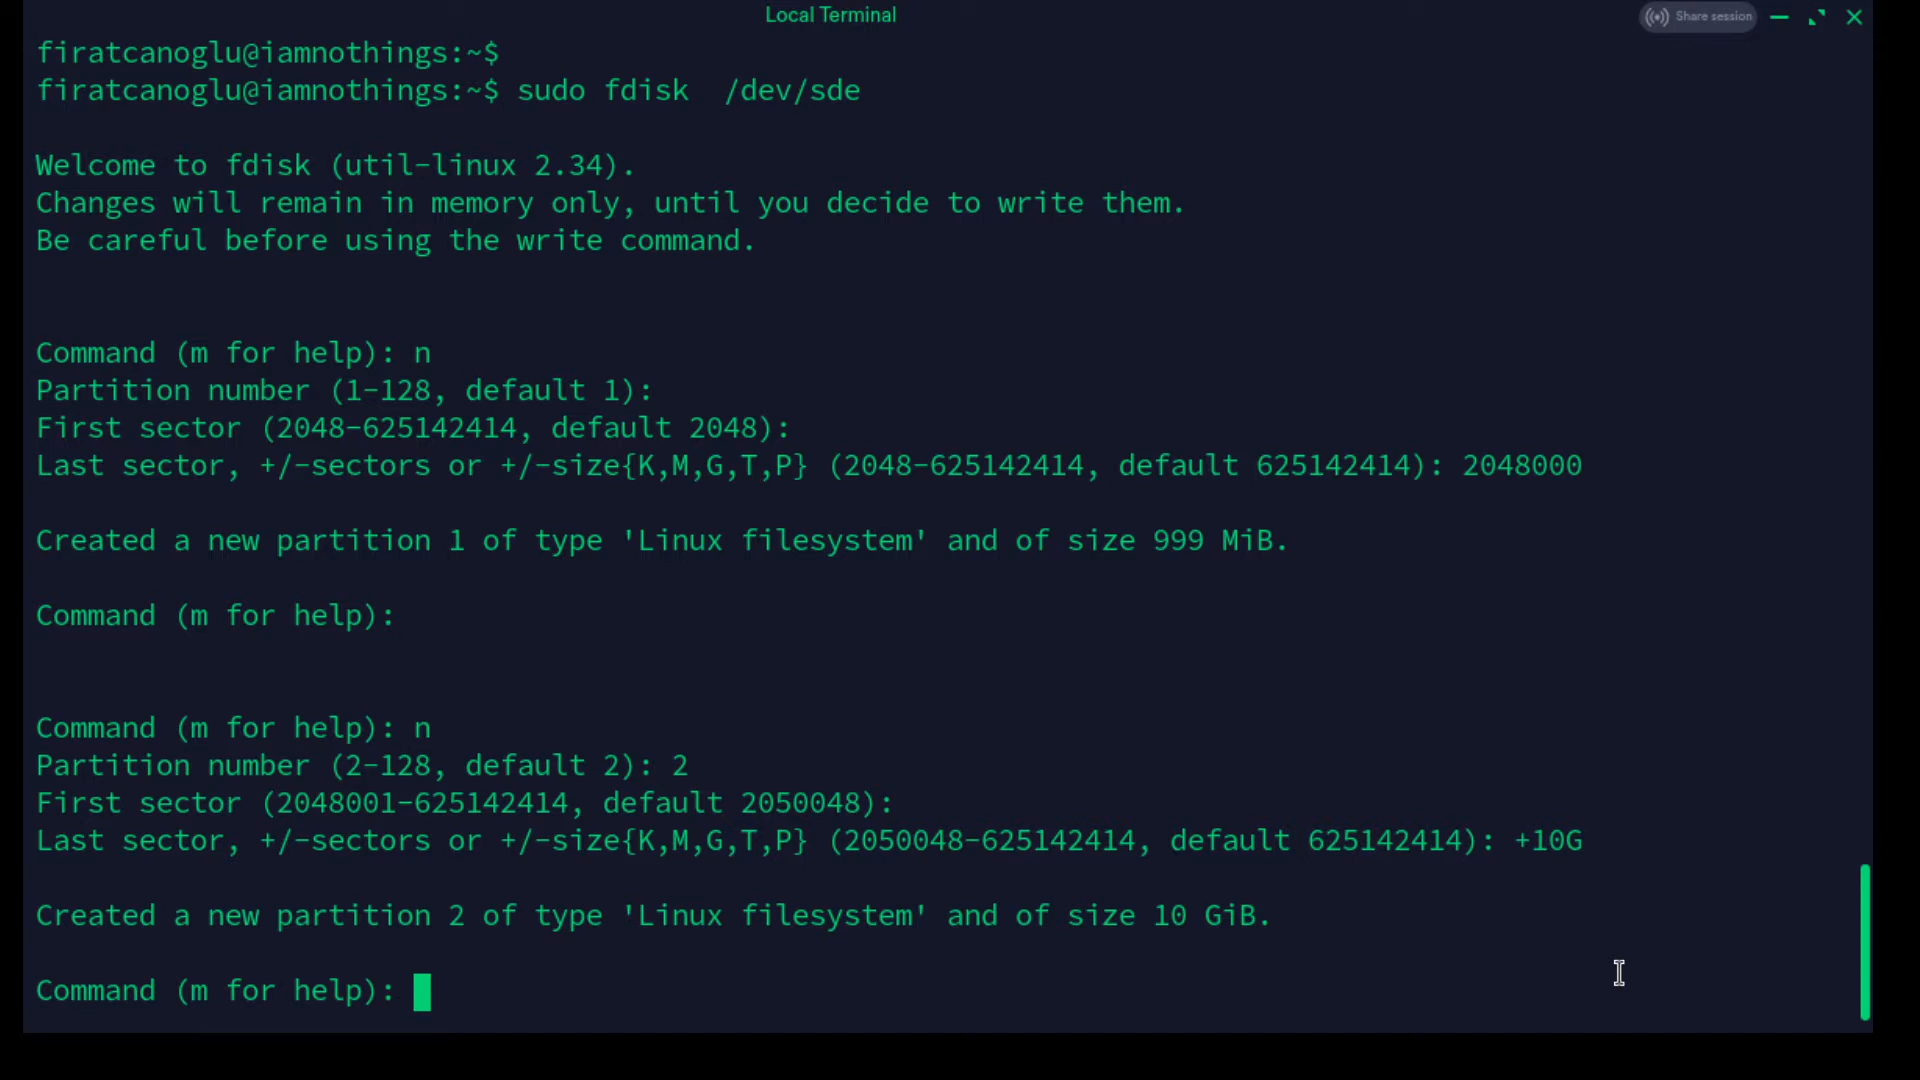 Local Terminal
Share session
firatcanoglu@iamnothings:~$
firatcanoglu@iamnothings:~$ sudo fdisk  /dev/sde
Welcome to fdisk (util-linux 2.34).
Changes will remain in memory only, until you decide to write them.
Be careful before using the write command.
Command (m for help): n
Partition number (1-128, default 1):
First sector (2048-625142414, default 2048):
Last sector, +/-sectors or +/-size{K,M,G,T,P} (2048-625142414, default 625142414): 2048000
Created a new partition 1 of type 'Linux filesystem' and of size 999 MiB.
Command (m for help):
Command (m for help): n
Partition number (2-128, default 2): 2
First sector (2048001-625142414, default 2050048):
Last sector, +/-sectors or +/-size{K,M,G,T,P} (2050048-625142414, default 625142414): +10G
Created a new partition 2 of type 'Linux filesystem' and of size 10 GiB.
Command (m for help):